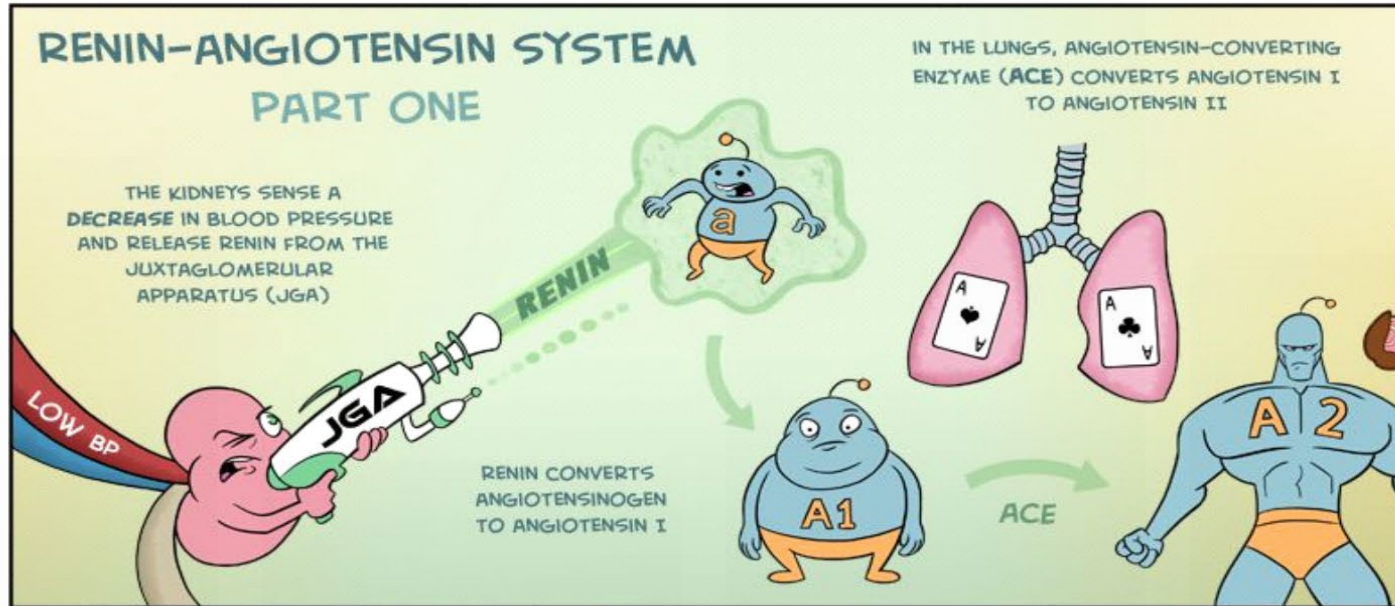 RENIN-ANGIOTENSIN SYSTEM
PART ONE
THE KIDNEYS SENSE A
DECREASE IN BLOOD PRESSURE
AND RELEASE RENIN FROM THE
JUXTAGLOMERULAR
APPARATUS (JGA)
LOW BP
JGA
RENIN
a
RENIN CONVERTS
ANGIOTENSINOGEN
TO ANGIOTENSIN I
A1
IN THE LUNGS, ANGIOTENSIN-CONVERTING
ENZYME (ACE) CONVERTS ANGIOTENSIN I
TO ANGIOTENSIN II
A
A
A
A
ACE
A 2